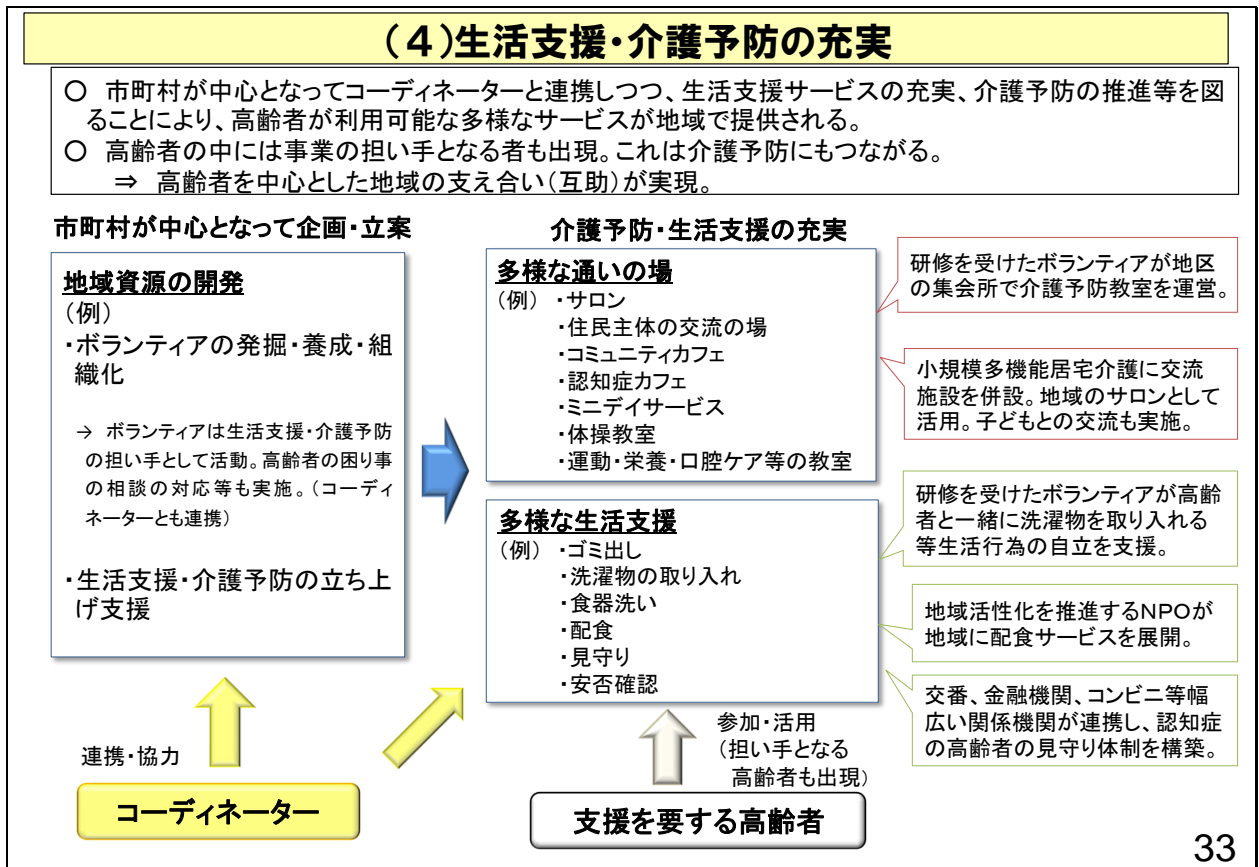 （４）生活支援・介護予防の充実
○　市町村が中心となってコーディネーターと連携しつつ、生活支援サービスの充実、介護予防の推進等を図
ることにより、高齢者が利用可能な多様なサービスが地域で提供される。
○　高齢者の中には事業の担い手となる者も出現。これは介護予防にもつながる。
⇒　高齢者を中心とした地域の支え合い（互助）が実現。
市町村が中心となって企画・立案
地域資源の開発
（例）
・ボランティアの発掘・養成・組
織化
→　ボランティアは生活支援・介護予防
の担い手として活動。高齢者の困り事
の相談の対応等も実施。（コーディ
ネーターとも連携）
・生活支援・介護予防の立ち上
げ支援
介護予防・生活支援の充実
多様な通いの場
（例）　・サロン
・住民主体の交流の場
・コミュニティカフェ
・認知症カフェ
・ミニデイサービス
・体操教室
・運動・栄養・口腔ケア等の教室
多様な生活支援
（例）　・ゴミ出し
・洗濯物の取り入れ
・食器洗い
・配食
・見守り
・安否確認
研修を受けたボランティアが地区
の集会所で介護予防教室を運営。
小規模多機能居宅介護に交流
施設を併設。地域のサロンとして
活用。子どもとの交流も実施。
研修を受けたボランティアが高齢
者と一緒に洗濯物を取り入れる
等生活行為の自立を支援。
地域活性化を推進するＮＰＯが
地域に配食サービスを展開。
交番、金融機関、コンビニ等幅
広い関係機関が連携し、認知症
の高齢者の見守り体制を構築。
連携・協力
コーディネーター
参加・活用
（担い手となる
高齢者も出現）
支援を要する高齢者
33